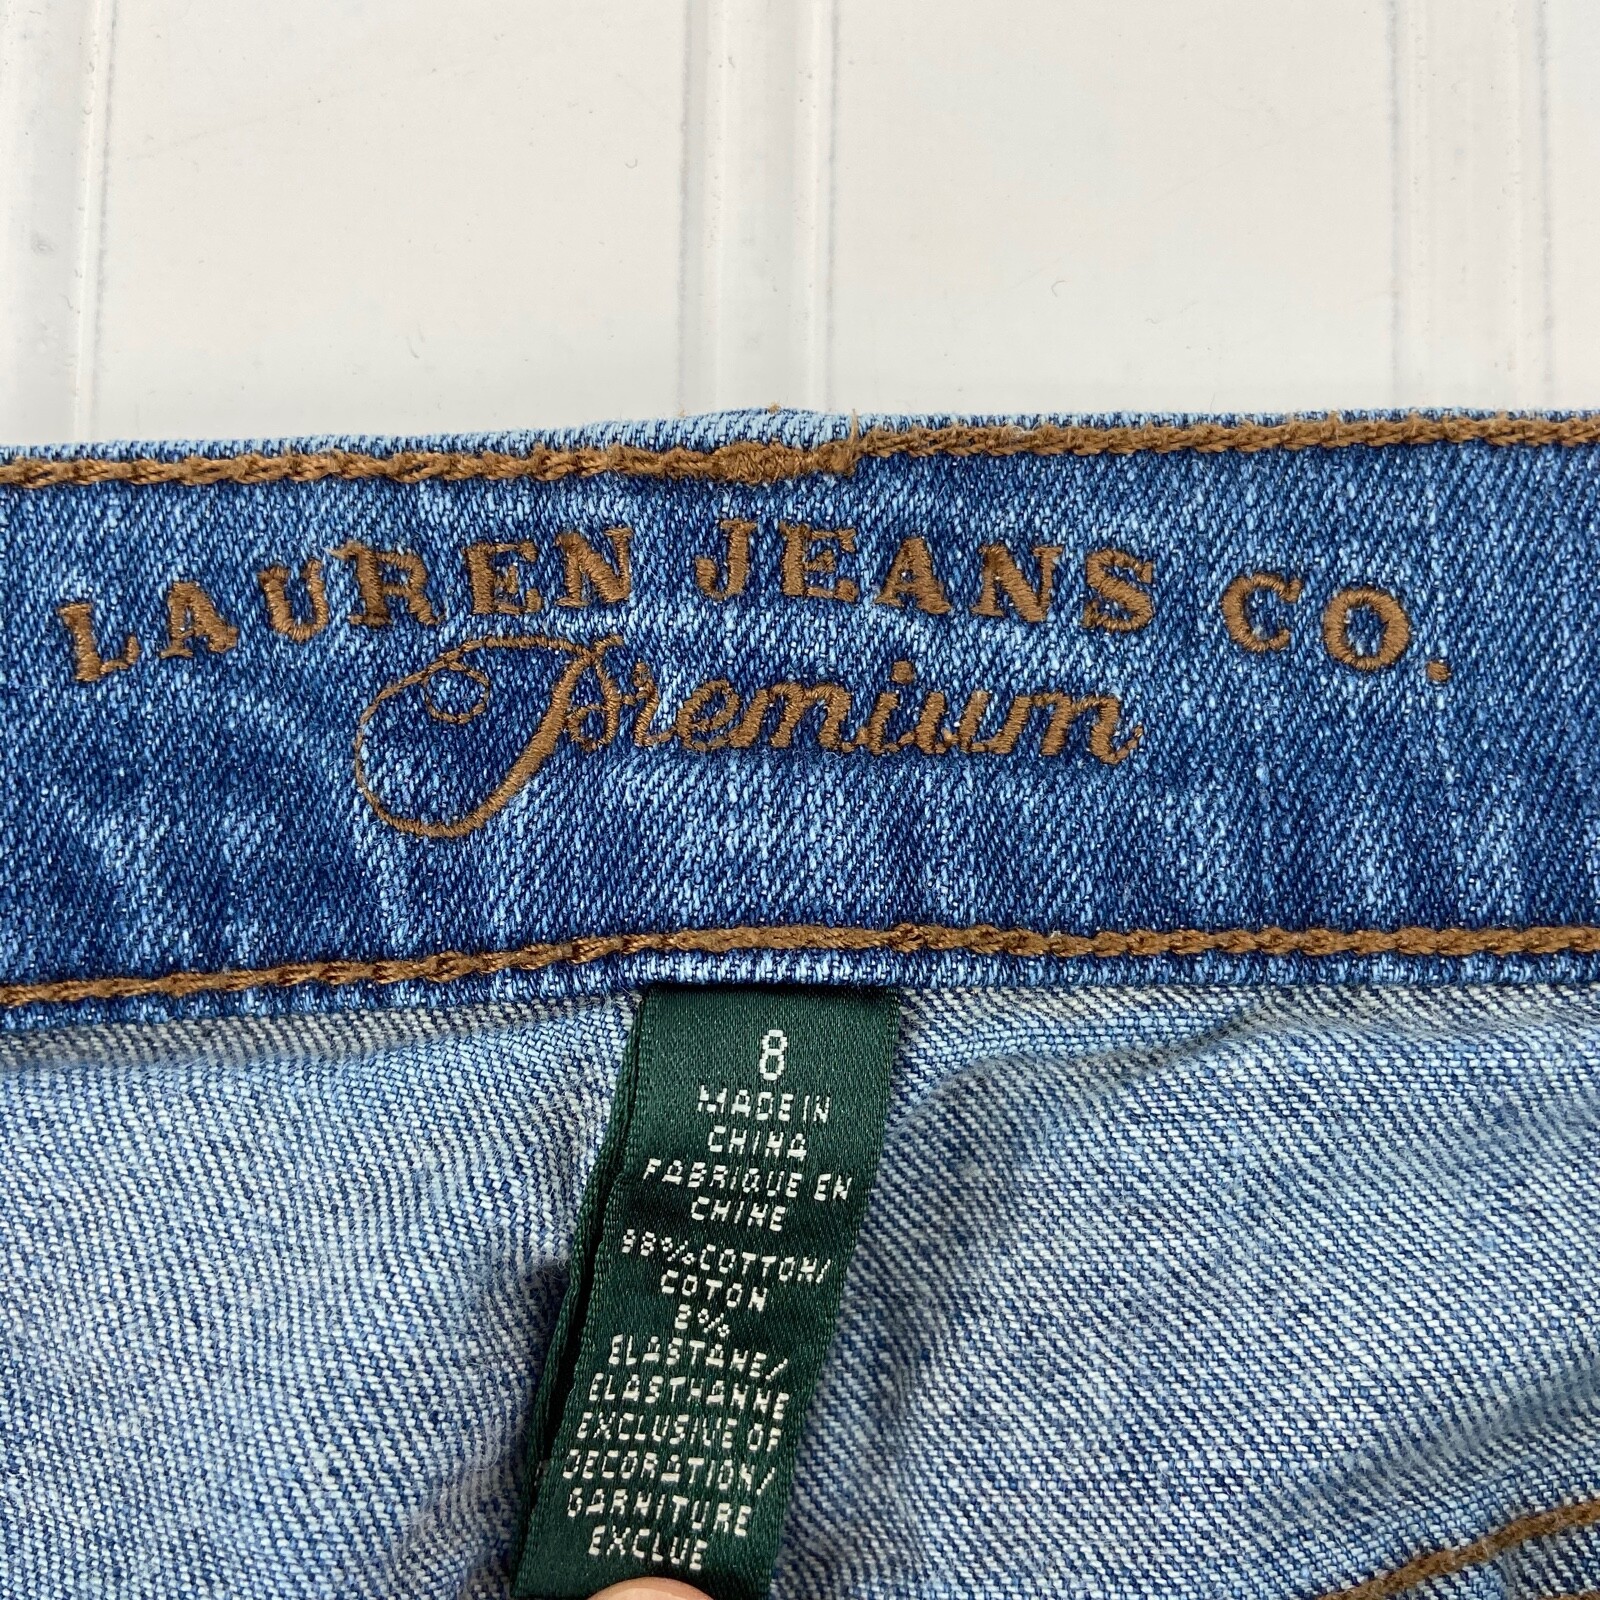 LAUREN JEANS CO.
Premium
8
MADE IN
CHINA
FABRIQUE EN
CHINE
98% COTTON/
COTON
2%
ELASTANE/
ELASTHANNE
EXCLUSIVE OF
DECORATION/
GARNITURE
EXCLUE